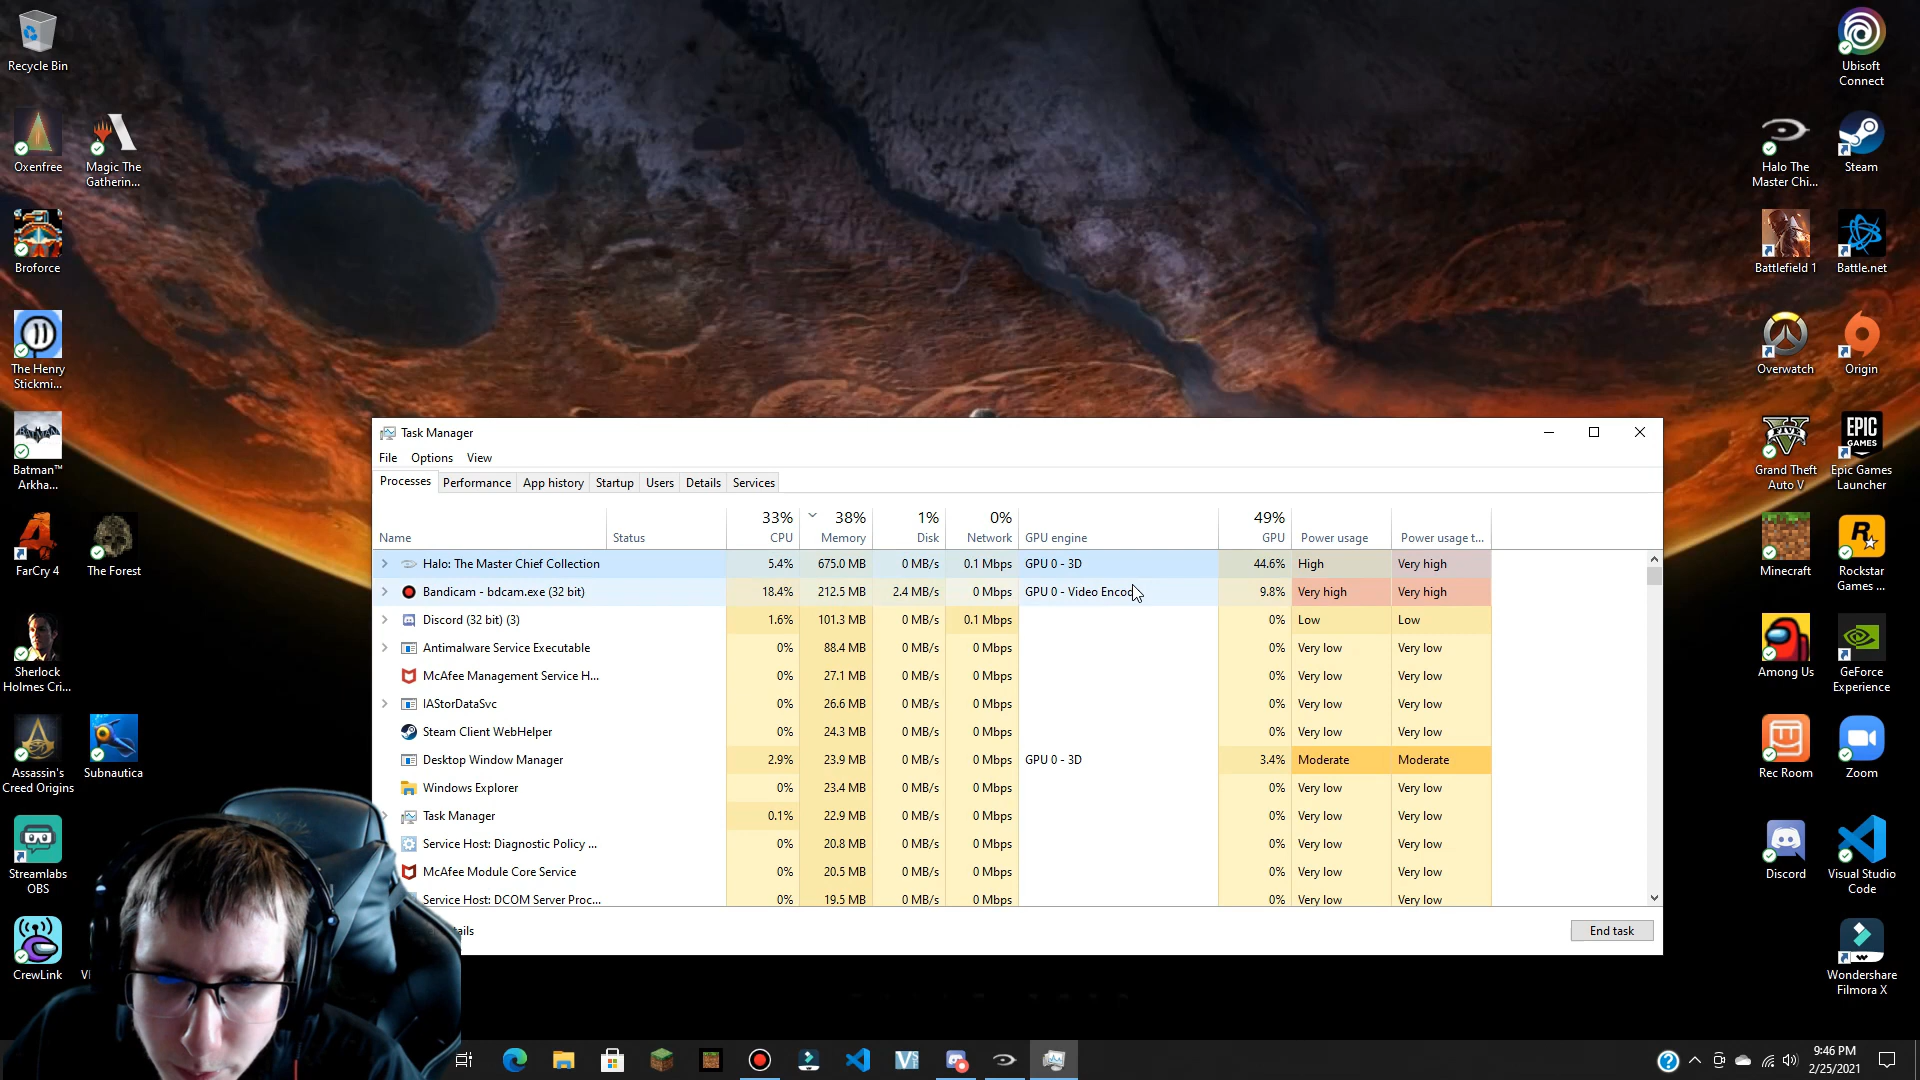 Recycle Bin
Oxenfree
Magic The
Gatherin...
Broforce
The Henry
Stickmi...
Batman™
Arkha...
FarCry 4
The Forest
Sherlock
Holmes Cri...
Assassin's
Creed Origins
Subnautica
Streamlabs
OBS
CrewLink
Ubisoft
Connect
Halo The
Master Chi...
Steam
Battlefield 1
Battle.net
Overwatch
Origin
Grand Theft
Auto V
EPIC
GAMES
Epic Games
Launcher
Minecraft
Rockstar
Games ...
Among Us
GeForce
Experience
Rec Room
Zoom
Discord
Visual Studio
Code
Wondershare
Filmora X
Task Manager
File Options View
Processes Performance App history Startup Users Details Services
33% 38% 1% 0% 49%
Name Status CPU Memory Disk Network GPU engine GPU Power usage Power usage t...
Halo: The Master Chief Collection 5.4% 675.0 MB 0 MB/s 0.1 Mbps GPU 0 - 3D 44.6% High Very high
Bandicam - bdcam.exe (32 bit) 18.4% 212.5 MB 2.4 MB/s 0 Mbps GPU 0 - Video Encod 9.8% Very high Very high
Discord (32 bit) (3) 1.6% 101.3 MB 0 MB/s 0.1 Mbps 0% Low Low
Antimalware Service Executable 0% 88.4 MB 0 MB/s 0 Mbps 0% Very low Very low
McAfee Management Service H... 0% 27.1 MB 0 MB/s 0 Mbps 0% Very low Very low
IAStorDataSvc 0% 26.6 MB 0 MB/s 0 Mbps 0% Very low Very low
Steam Client WebHelper 0% 24.3 MB 0 MB/s 0 Mbps 0% Very low Very low
Desktop Window Manager 2.9% 23.9 MB 0 MB/s 0 Mbps GPU 0 - 3D 3.4% Moderate Moderate
Windows Explorer 0% 23.4 MB 0 MB/s 0 Mbps 0% Very low Very low
Task Manager 0.1% 22.9 MB 0 MB/s 0 Mbps 0% Very low Very low
Service Host: Diagnostic Policy ... 0% 20.8 MB 0 MB/s 0 Mbps 0% Very low Very low
McAfee Module Core Service 0% 20.5 MB 0 MB/s 0 Mbps 0% Very low Very low
Service Host: DCOM Server Proc... 0% 19.5 MB 0 MB/s 0 Mbps 0% Very low Very low
ails
End task
9:46 PM
2/25/2021